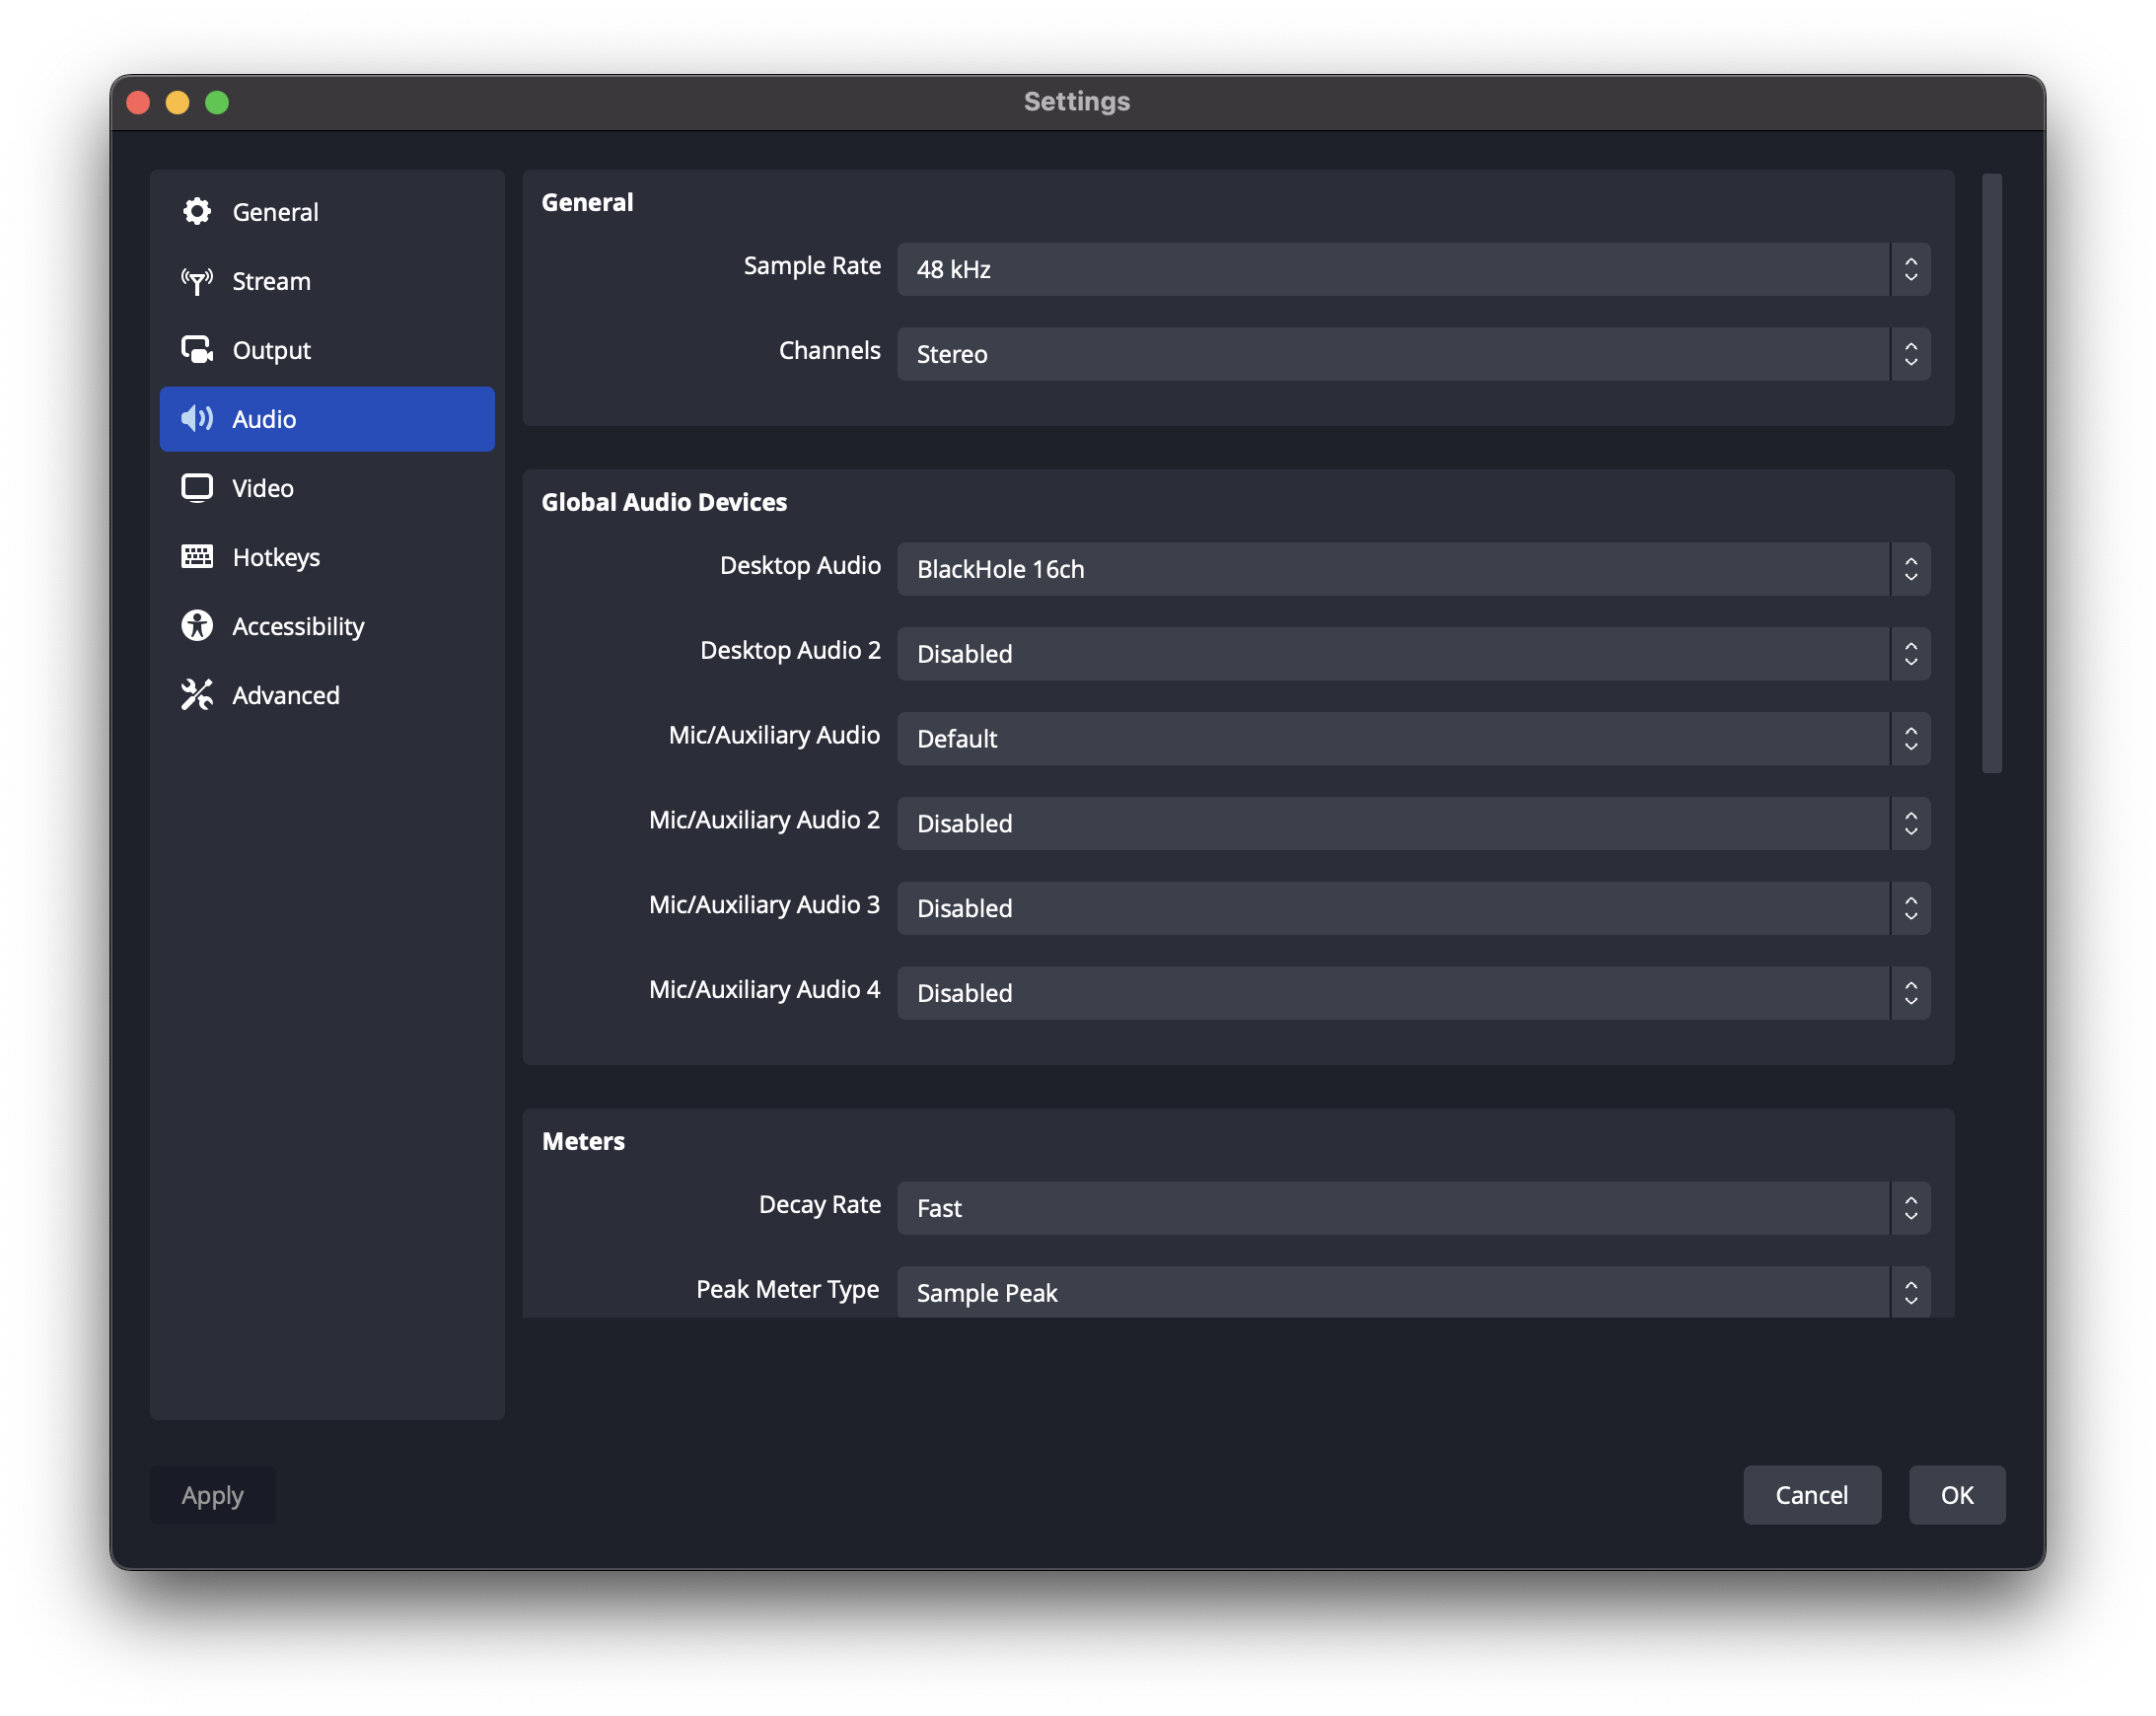 Settings
General
Stream
Output
Audio
Video
Hotkeys
Accessibility
Advanced
General
Sample Rate 48 kHz
Channels Stereo
Global Audio Devices
Desktop Audio BlackHole 16ch
Desktop Audio 2 Disabled
Mic/Auxiliary Audio Default
Mic/Auxiliary Audio 2 Disabled
Mic/Auxiliary Audio 3 Disabled
Mic/Auxiliary Audio 4 Disabled
Meters
Decay Rate Fast
Peak Meter Type Sample Peak
Apply Cancel OK